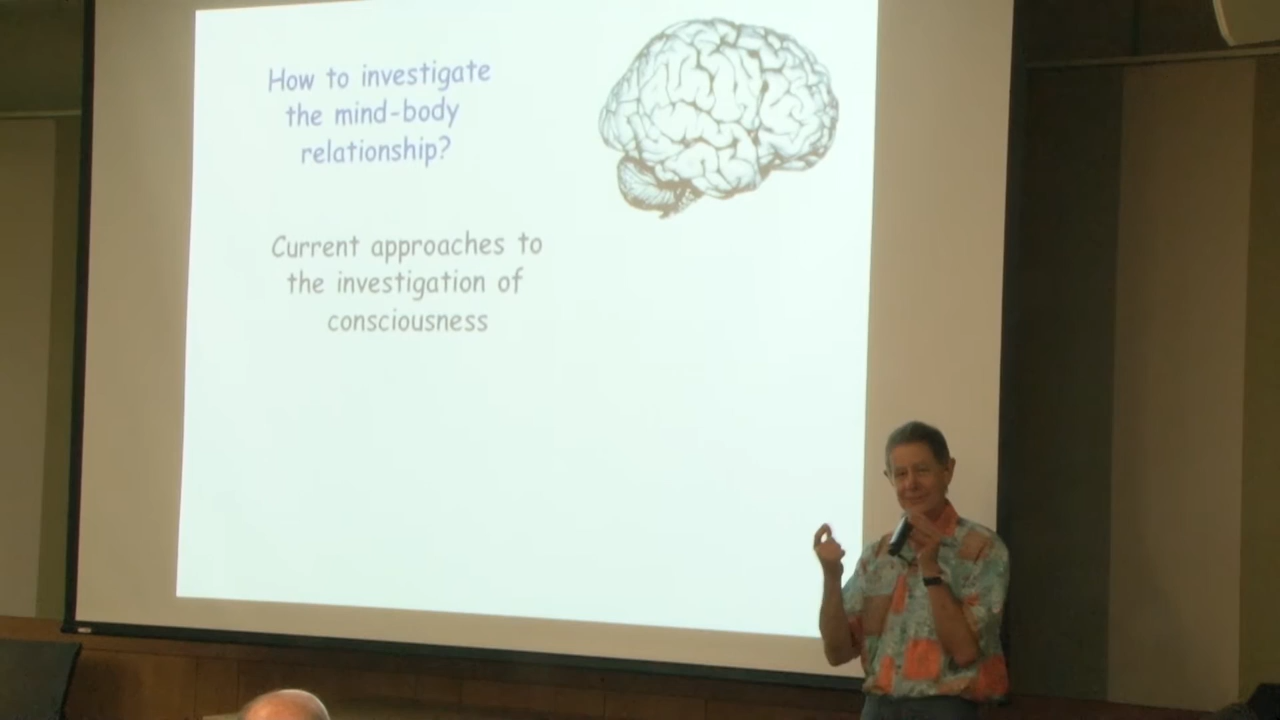 How to investigate
the mind-body
relationship?
Current approaches to
the investigation of
consciousness